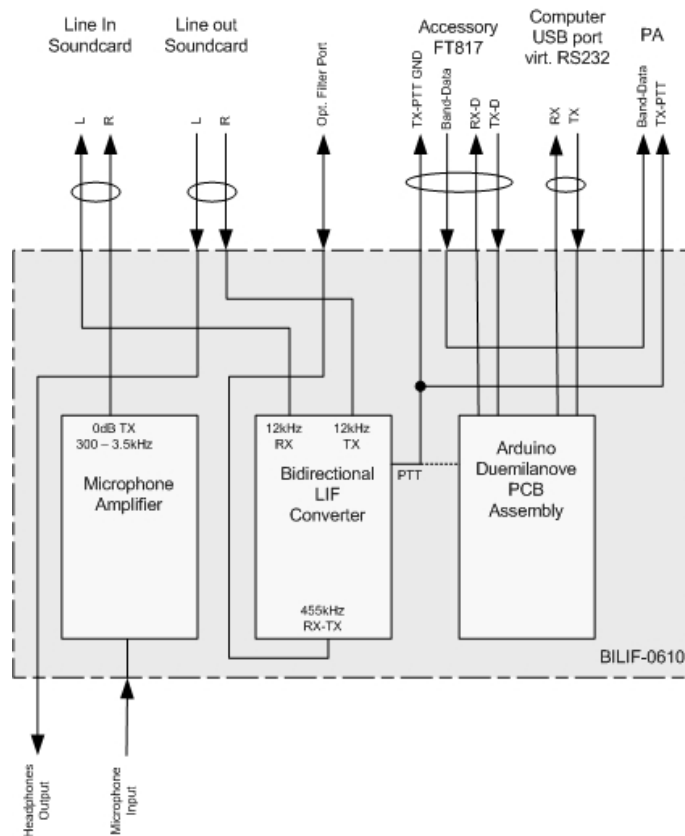 Line In
Soundcard
Line out
Soundcard
Accessory
FT817
Computer
USB port
virt. RS232
PA
L
R
L
R
Opt. Filter Port
TX-PTT GND
Band-Data
RX-D
TX-D
RX
TX
Band-Data
TX-PTT
0dB TX
300 – 3.5kHz
Microphone
Amplifier
12kHz
RX
12kHz
TX
Bidirectional
LIF
Converter
455kHz
RX-TX
PTT
Arduino
Duemilanove
PCB
Assembly
BILIF-0610
Headphones
Output
Microphone
Input